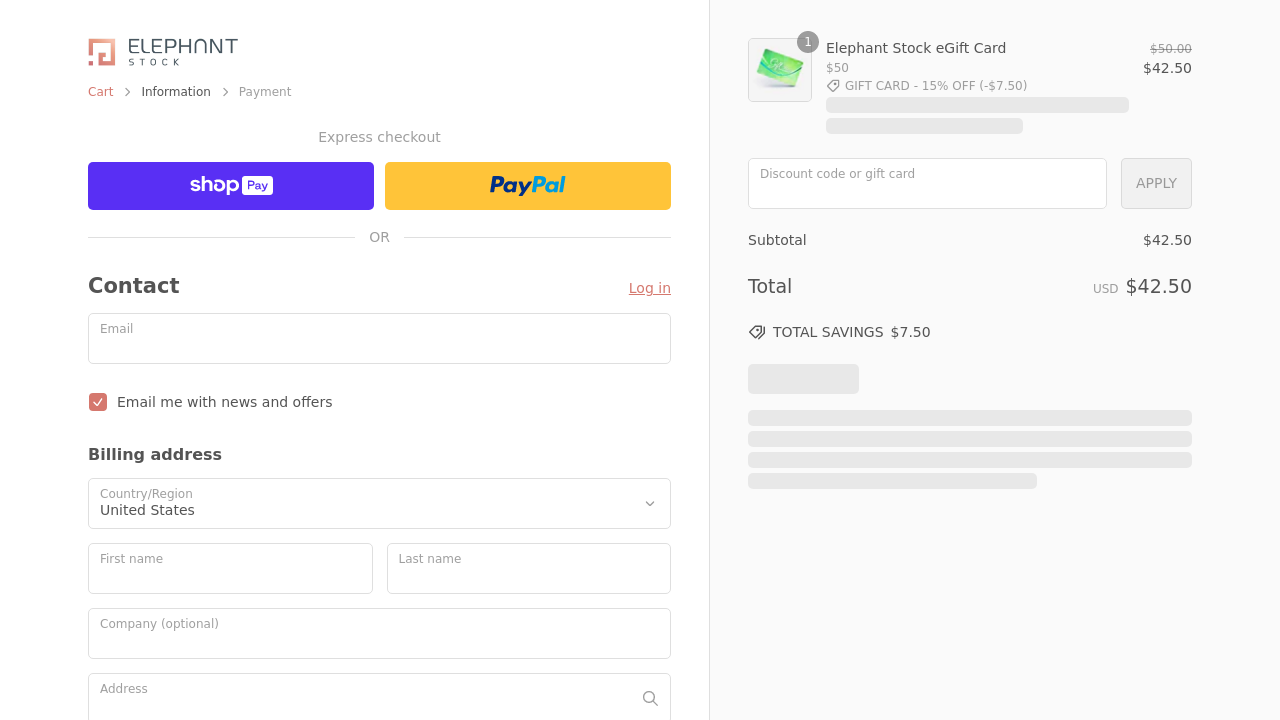 ELEPHANT
STOCK
Cart
Information
Payment
Express checkout
shop Pay
PayPal
OR
Contact
Log in
Email
Email me with news and offers
Billing address
Country/Region
United States
First name
Last name
Company (optional)
Address
1
Elephant Stock eGift Card
$50.00
$50
$42.50
GIFT CARD - 15% OFF (-$7.50)
Discount code or gift card
APPLY
Subtotal
$42.50
Total
USD $42.50
TOTAL SAVINGS $7.50